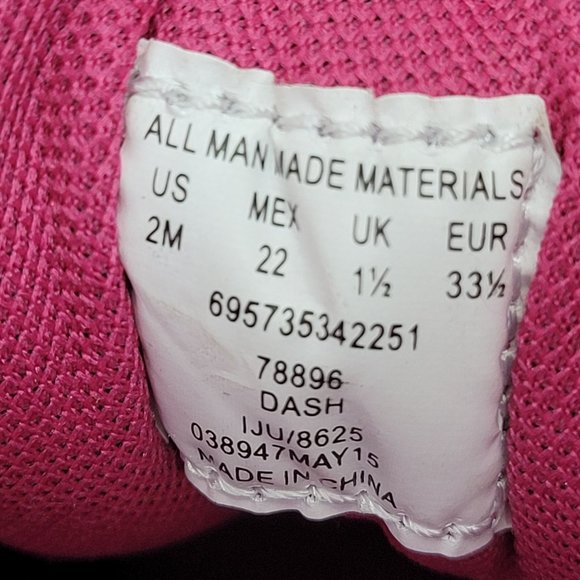 ALL MAN MADE MATERIALS
US MEX UK EUR
2M 22 1½ 33½
695735342251
78896
DASH
IJU/8625
038947MAY15
MADE IN CHINA